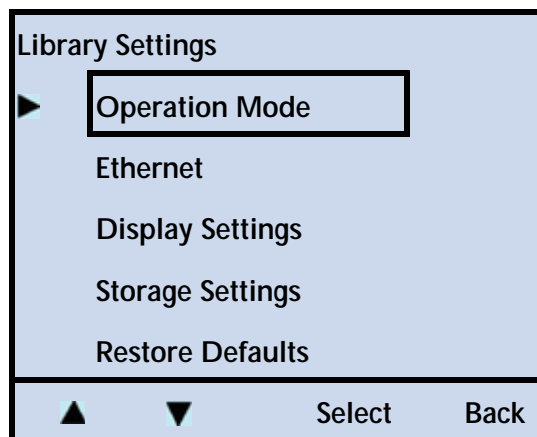 Library Settings
Operation Mode
Ethernet
Display Settings
Storage Settings
Restore Defaults
Select Back